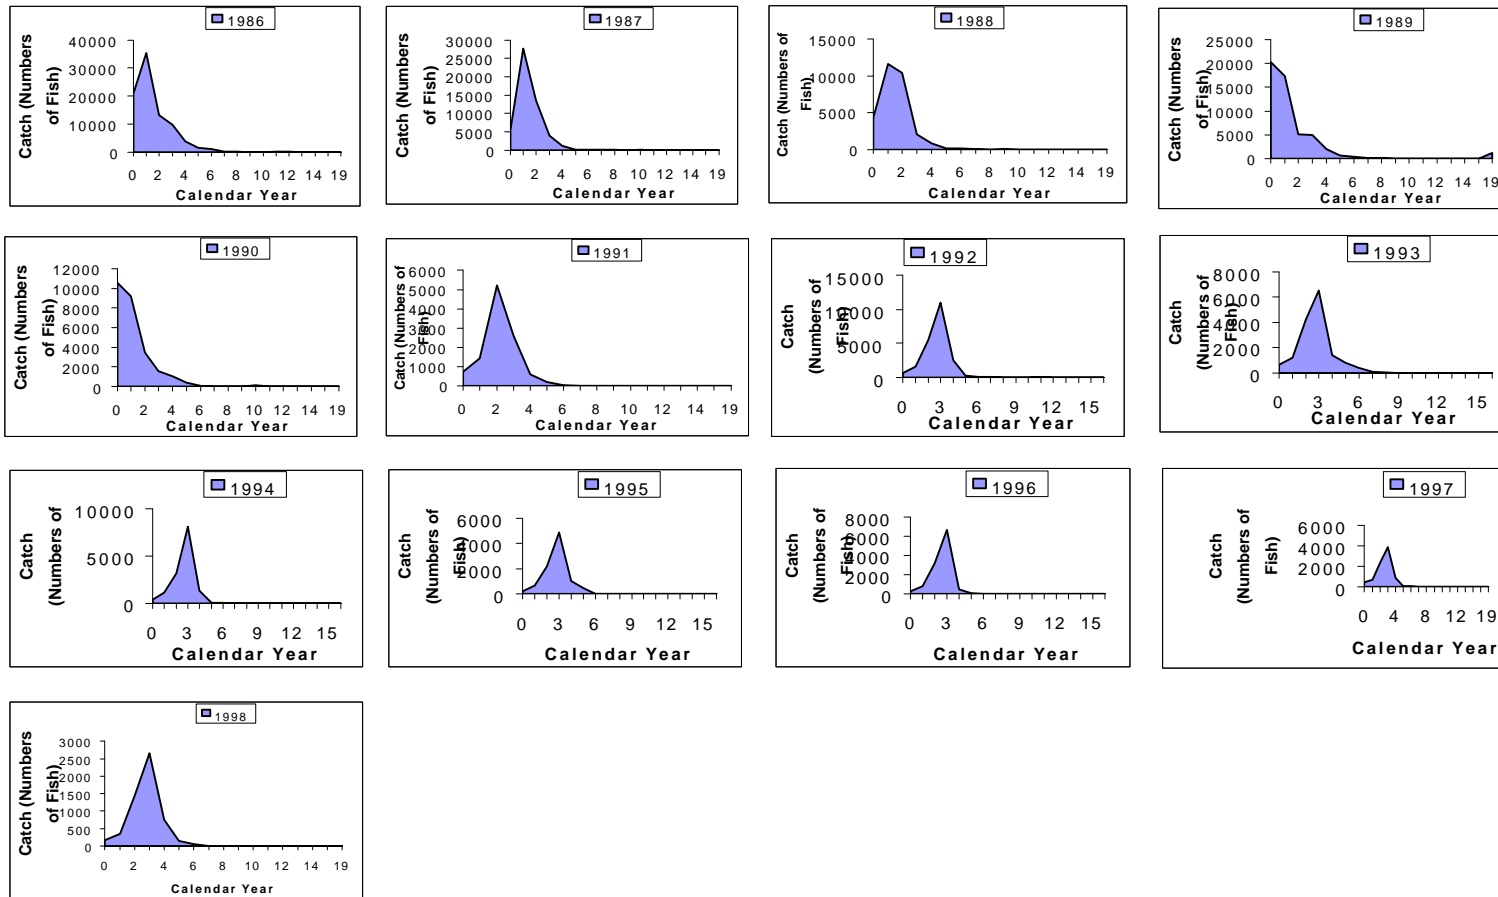 1986
Catch (Numbers
of Fish)
40000
30000
20000
10000
0
0 2 4 6 8 10 12 14 19
Calendar Year
1987
Catch (Numbers
of Fish)
30000
25000
20000
15000
10000
5000
0
0 2 4 6 8 10 12 14 19
Calendar Year
1988
Catch (Numbers of
Fish)
15000
10000
5000
0
0 2 4 6 8 10 12 14 19
Calendar Year
1989
Catch (Numbers
of Fish)
25000
20000
15000
10000
5000
0
0 2 4 6 8 10 12 14 19
Calendar Year
1990
Catch (Numbers
of Fish)
12000
10000
8000
6000
4000
2000
0
0 2 4 6 8 10 12 14 19
Calendar Year
1991
Catch (Numbers of
Fish)
6000
5000
4000
3000
2000
1000
0
0 2 4 6 8 10 12 14 19
Calendar Year
1992
Catch
(Numbers of
Fish)
15000
10000
5000
0
0 3 6 9 12 15
Calendar Year
1993
Catch
(Numbers of
Fish)
8000
6000
4000
2000
0
0 3 6 9 12 15
Calendar Year
1994
Catch
(Numbers of
10000
5000
0
0 3 6 9 12 15
Calendar Year
1995
Catch
(Numbers of
Fish)
6000
4000
2000
0
0 3 6 9 12 15
Calendar Year
1996
Catch
(Numbers of
Fish)
8000
6000
4000
2000
0
0 3 6 9 12 15
Calendar Year
1997
Catch
(Numbers of
Fish)
6000
4000
2000
0
0 4 8 12 19
Calendar Year
1998
Catch (Numbers
of Fish)
3000
2500
2000
1500
1000
500
0
0 2 4 6 8 10 12 14 19
Calendar Year